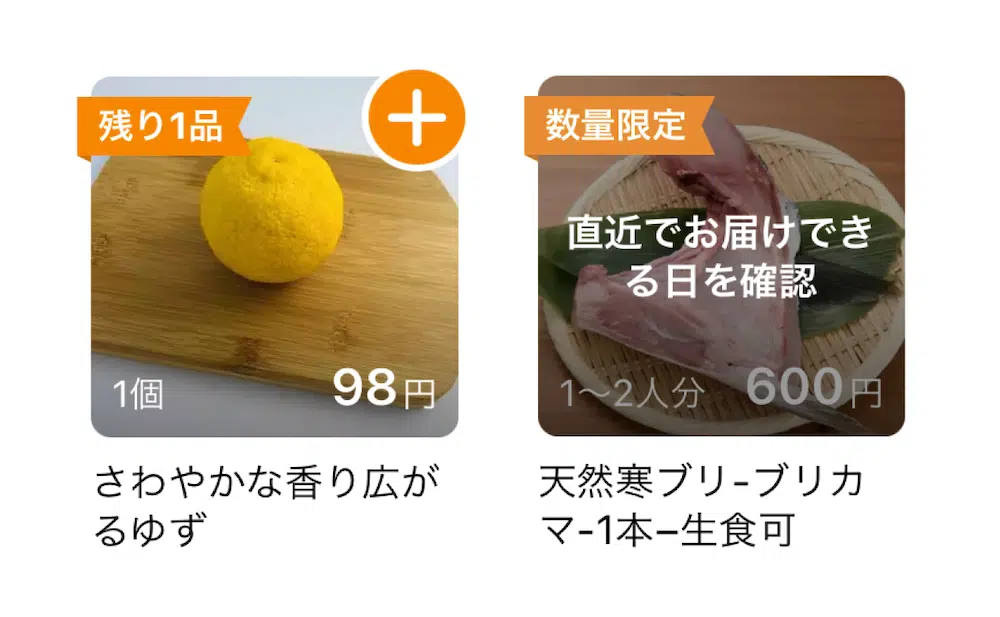 残り1品
1個
98円
さわやかな香り広が
るゆず
数量限定
直近でお届けでき
る日を確認
1〜2人分
600円
天然寒ブリ-ブリカ
マ-1本–生食可